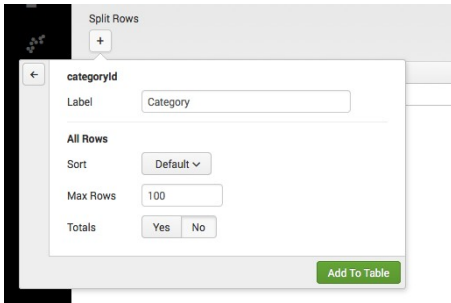 Split Rows
+
categoryId
Label Category
All Rows
Sort Default
Max Rows 100
Totals Yes No
Add To Table